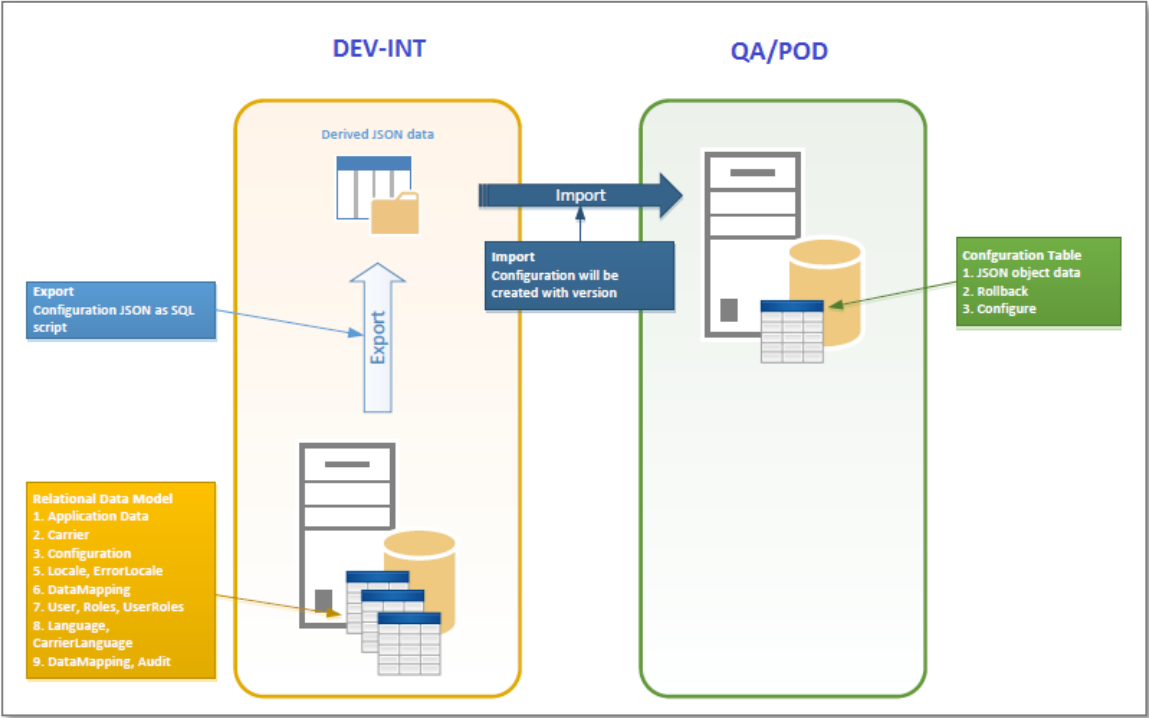 DEV-INT
QA/POD
Derived JSON data
Import
Import
Configuration will be
created with version
Confguration Table
1. JSON object data
2. Rollback
3. Configure
Export
Configuration JSON as SQL
script
Export
Relational Data Model
1. Application Data
2. Carrier
3. Configuration
5. Locale, ErrorLocale
6. DataMapping
7. User, Roles, UserRoles
8. Language,
CarrierLanguage
9. DataMapping, Audit